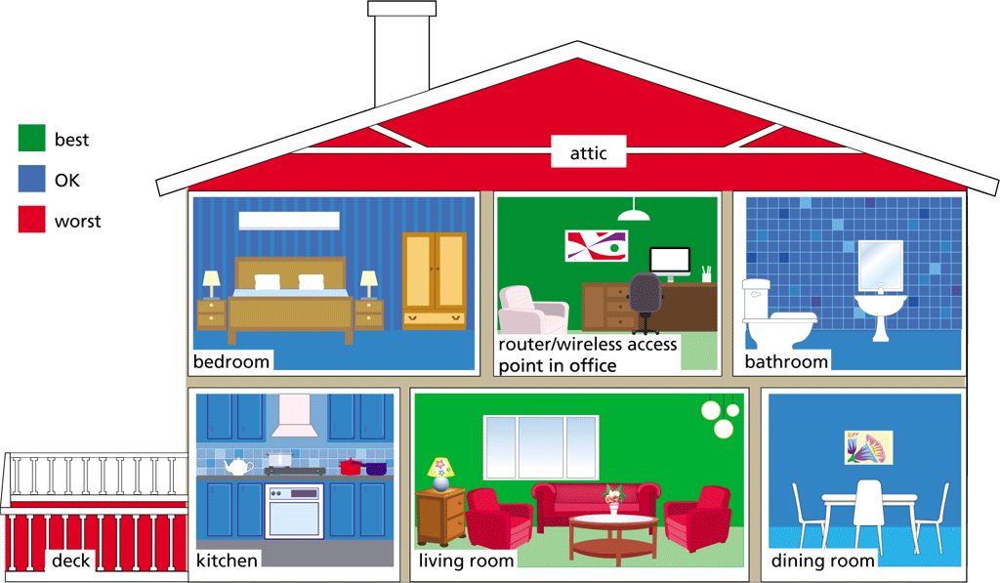 best
OK
worst
attic
bedroom
router/wireless access
point in office
bathroom
deck
kitchen
living room
dining room